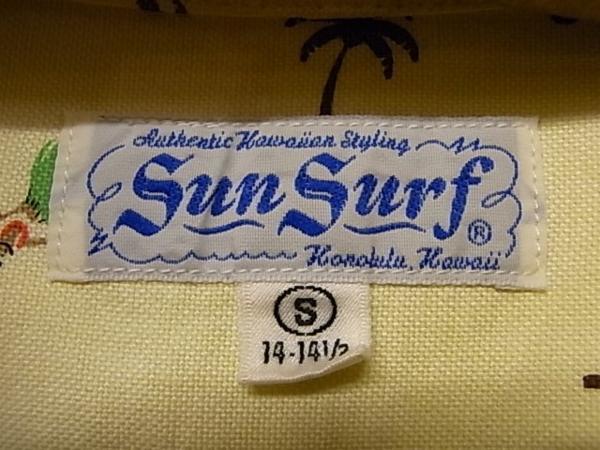 Authentic Hawaiian Styling
Sun Surf ®
Honolulu, Hawaii
S
14-14½